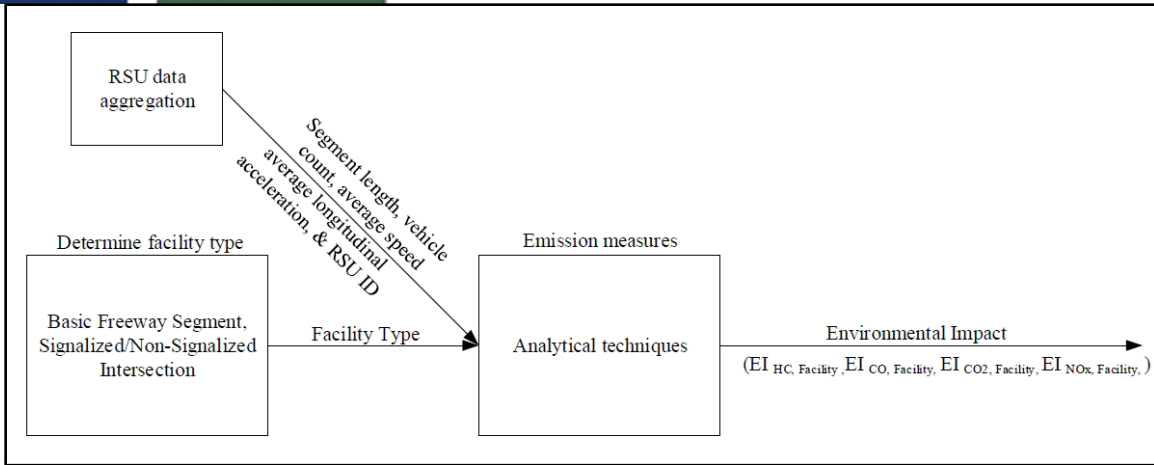 RSU data
aggregation
Segment length, vehicle
count, average speed
average longitudinal
acceleration, & RSU ID
Determine facility type
Basic Freeway Segment,
Signalized/Non-Signalized
Intersection
Facility Type
Emission measures
Analytical techniques
Environmental Impact
(EI HC, Facility ,EI CO, Facility, EI CO2, Facility, EI NOx, Facility, )